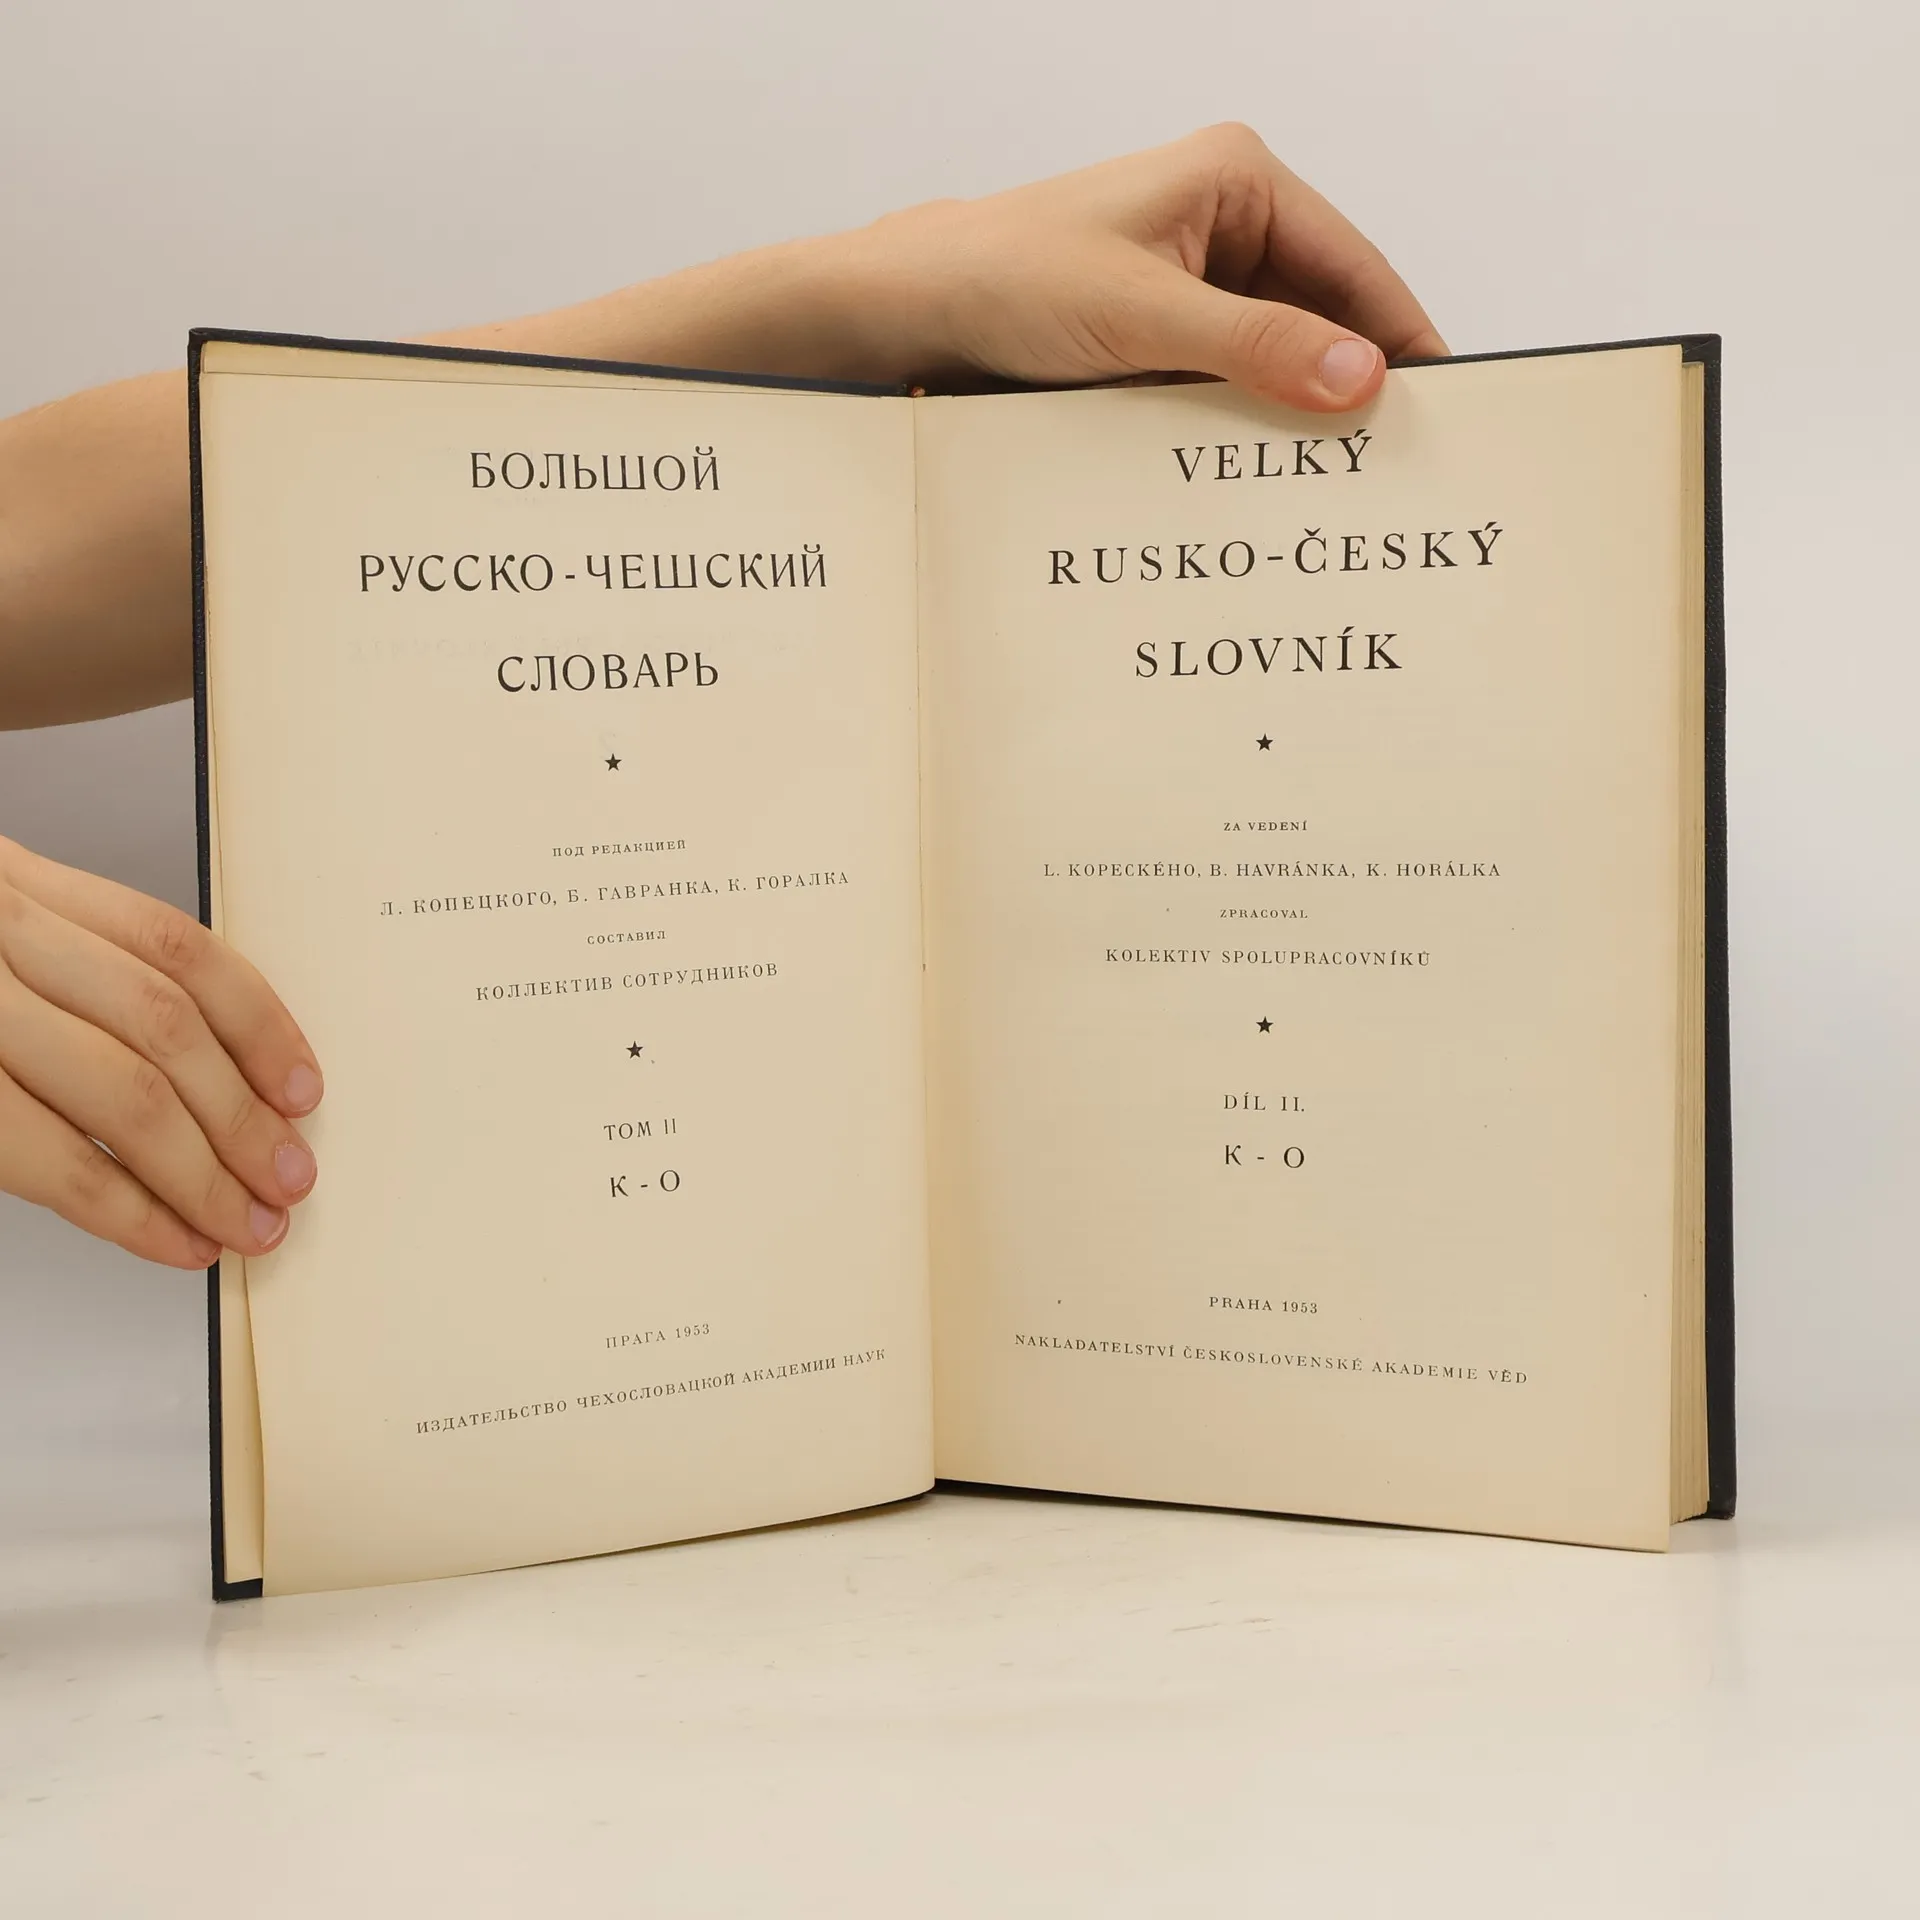 БОЛЬШОЙ
РУССКО-ЧЕШСКИЙ
СЛОВАРЬ
★
ПОД РЕДАКЦИЕЙ
Л. КОПЕЦКОГО, Б. ГАВРАНКА, К. ГОРАЛКА
СОСТАВИЛ
КОЛЛЕКТИВ СОТРУДНИКОВ
★
ТОМ II
К - О
ПРАГА 1953
ИЗДАТЕЛЬСТВО ЧЕХОСЛОВАЦКОЙ АКАДЕМИИ НАУК
VELKÝ
RUSKO-ČESKÝ
SLOVNÍK
★
ZA VEDENÍ
L. KOPECKÉHO, B. HAVRÁNKA, K. HORÁLKA
ZPRACOVAL
KOLEKTIV SPOLUPRACOVNÍKŮ
★
DÍL II.
K - O
PRAHA 1953
NAKLADATELSTVÍ ČESKOSLOVENSKÉ AKADEMIE VĚD